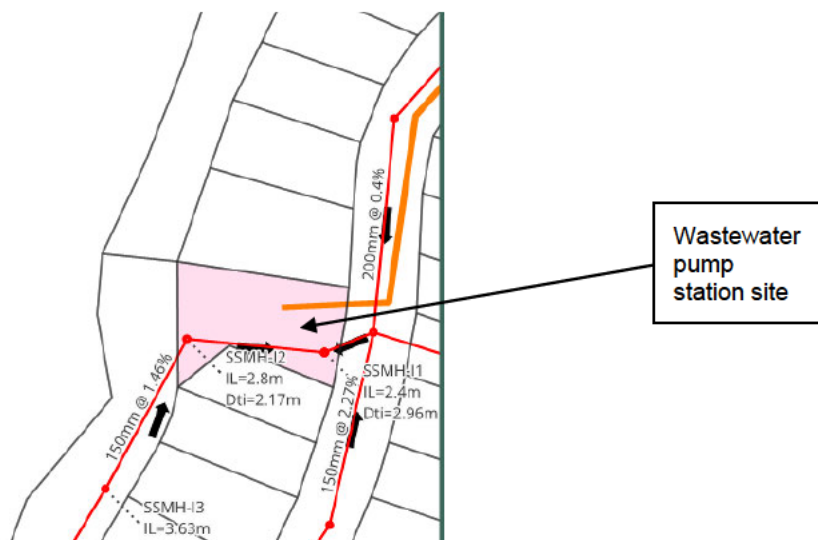 200mm @ 0.4%
Wastewater
pump
station site
SSMH-I2
IL=2.8m
Dti=2.17m
SSMH-I1
IL=2.4m
Dti=2.96m
150mm @ 1.46%
150mm @ 2.27%
SSMH-I3
IL=3.63m